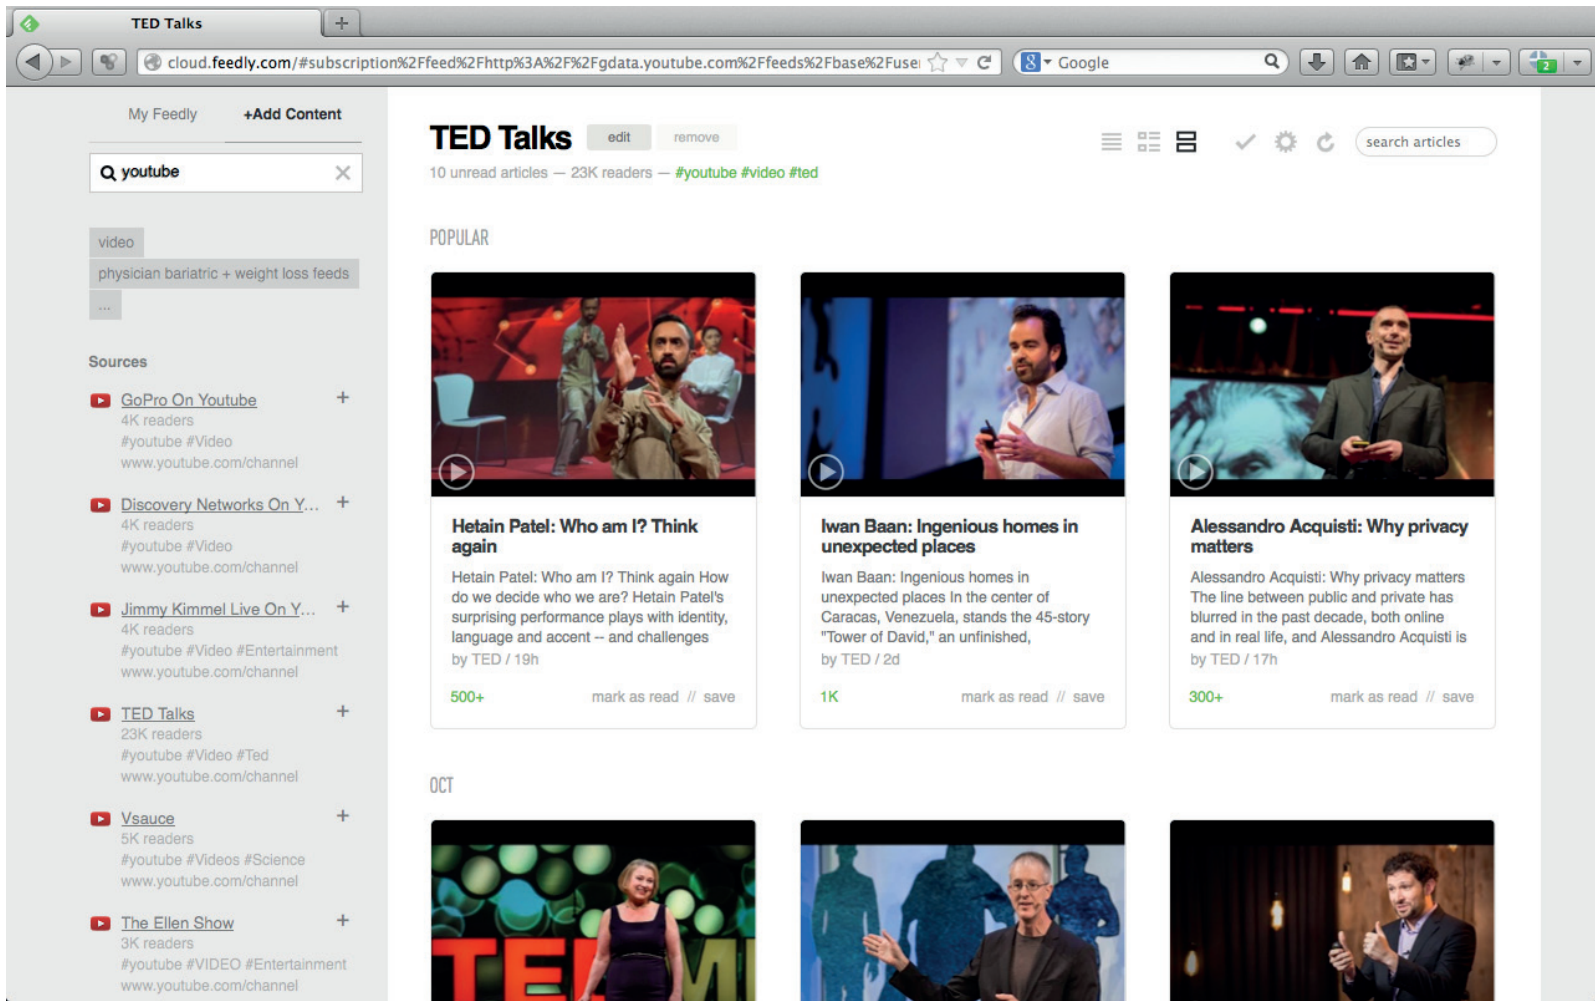 TED Talks
cloud.feedly.com/#subscription%2Ffeed%2Fhttp%3A%2F%2Fgdata.youtube.com%2Ffeeds%2Fbase%2Fuse
8 Google
2
My Feedly
+Add Content
youtube
video
physician bariatric + weight loss feeds
...
Sources
GoPro On Youtube
4K readers
#youtube #Video
www.youtube.com/channel
Discovery Networks On Y...
4K readers
#youtube #Video
www.youtube.com/channel
Jimmy Kimmel Live On Y...
4K readers
#youtube #Video #Entertainment
www.youtube.com/channel
TED Talks
23K readers
#youtube #Video #Ted
www.youtube.com/channel
Vsauce
5K readers
#youtube #Videos #Science
www.youtube.com/channel
The Ellen Show
3K readers
#youtube #VIDEO #Entertainment
www.youtube.com/channel
TED Talks edit remove
search articles
10 unread articles — 23K readers — #youtube #video #ted
POPULAR
Hetain Patel: Who am I? Think
again
Hetain Patel: Who am I? Think again How
do we decide who we are? Hetain Patel's
surprising performance plays with identity,
language and accent -- and challenges
by TED / 19h
500+ mark as read // save
Iwan Baan: Ingenious homes in
unexpected places
Iwan Baan: Ingenious homes in
unexpected places In the center of
Caracas, Venezuela, stands the 45-story
"Tower of David," an unfinished,
by TED / 2d
1K mark as read // save
Alessandro Acquisti: Why privacy
matters
Alessandro Acquisti: Why privacy matters
The line between public and private has
blurred in the past decade, both online
and in real life, and Alessandro Acquisti is
by TED / 17h
300+ mark as read // save
OCT
TED M